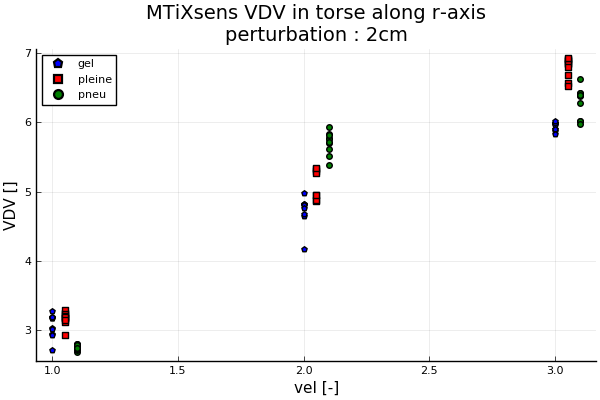 MTiXsens VDV in torse along r-axis
perturbation : 2cm
gel
pleine
pneu
VDV []
7
6
5
4
3
1.0
1.5
2.0
2.5
3.0
vel [-]